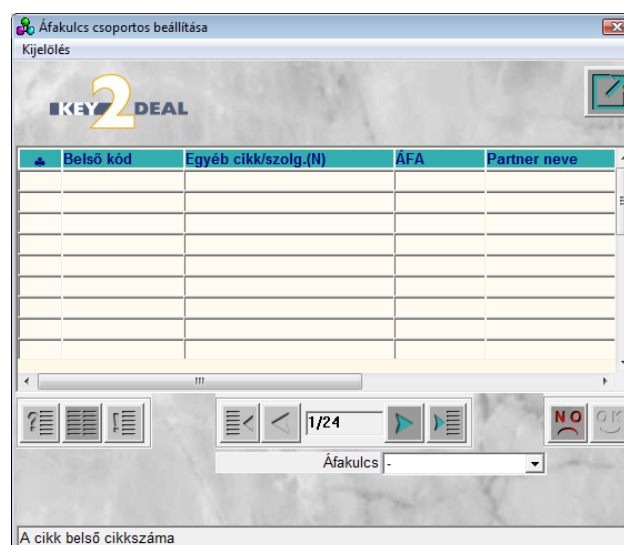 Áfakulcs csoportos beállítása
Kijelölés
KEY2DEAL
Belső kód Egyéb cikk/szolg.(N) ÁFA Partner neve
1/24 NO OK
Áfakulcs -
A cikk belső cikkszáma